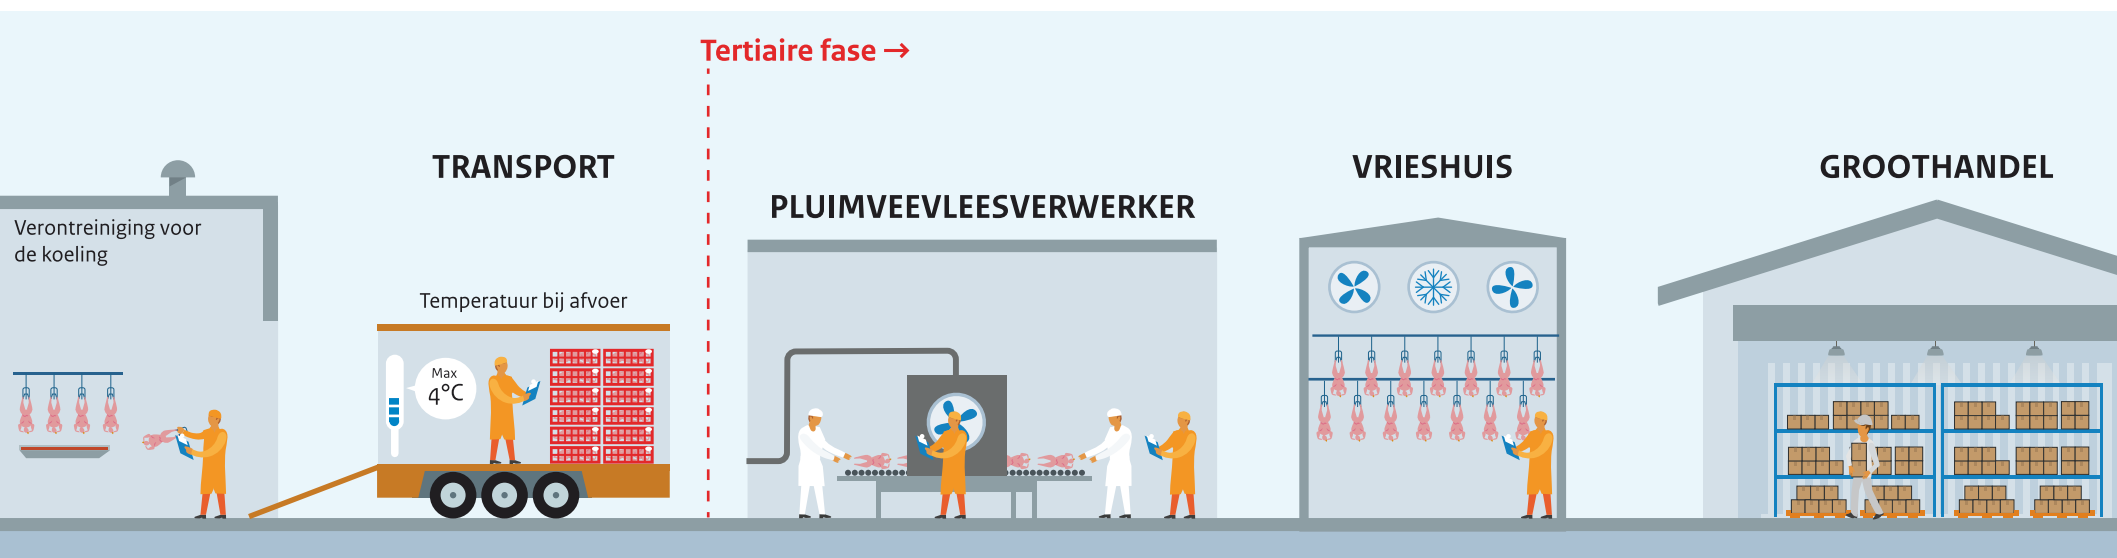 Tertiaire fase →
TRANSPORT
VRIESHUIS
GROOTHANDEL
PLUIMVEEVLEESVERWERKER
Verontreiniging voor
de koeling
Temperatuur bij afvoer
Max
4°C